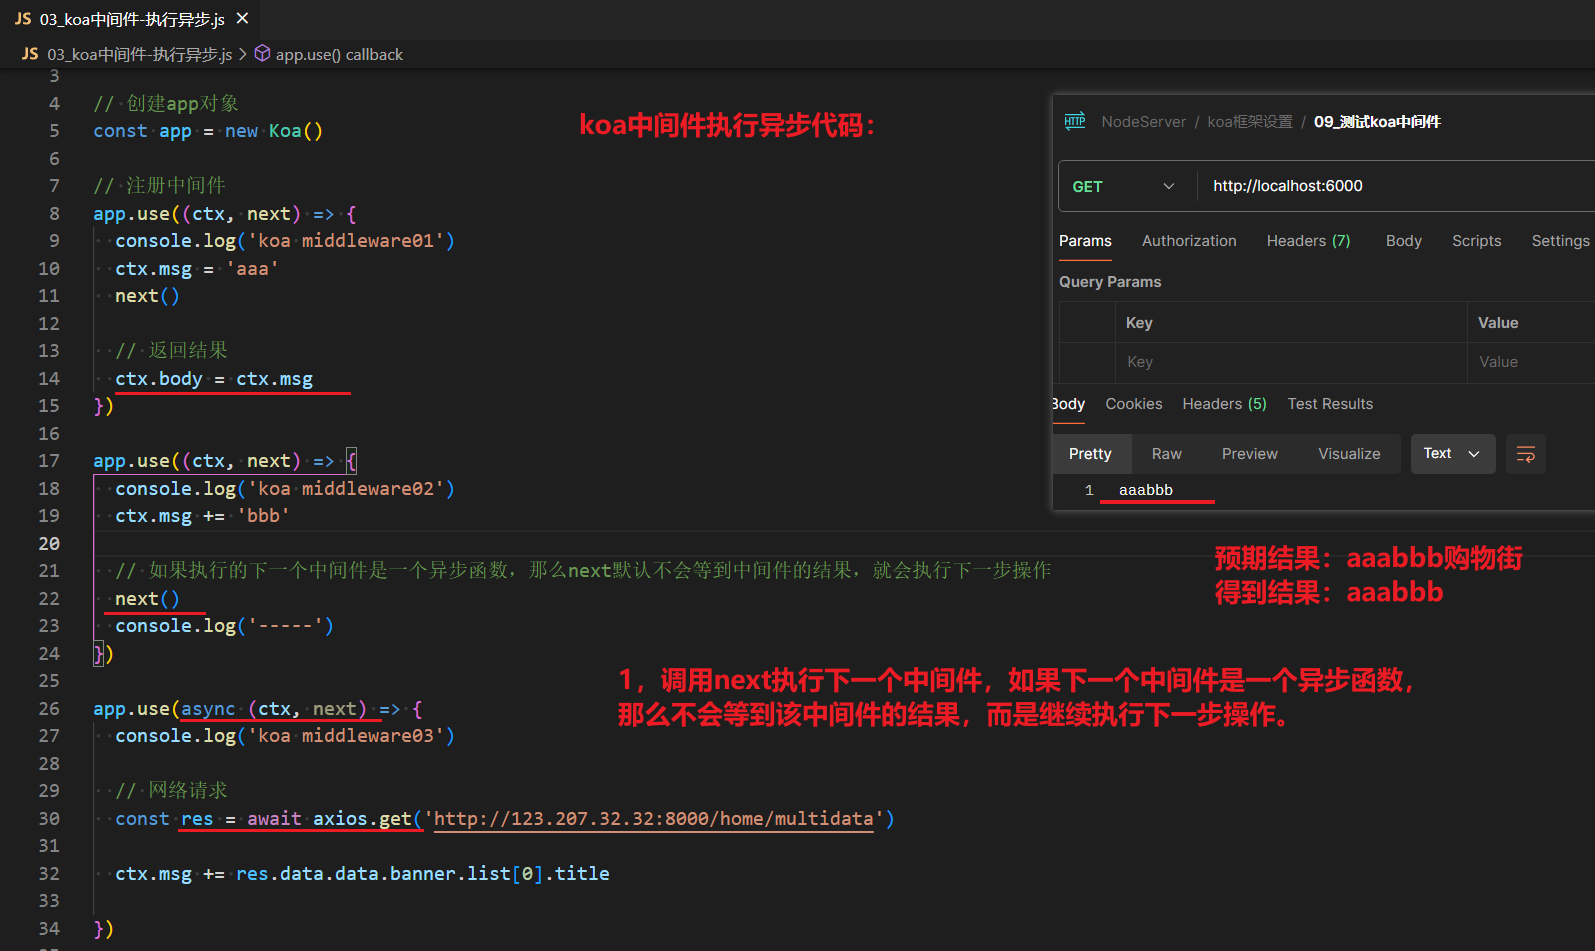 JS 03_koa中间件-执行异步.js ×
JS 03_koa中间件-执行异步.js > app.use() callback
3
4 // 创建app对象
5 const app = new Koa()
6
7 // 注册中间件
8 app.use((ctx, next) => {
9 console.log('koa middleware01')
10 ctx.msg = 'aaa'
11 next()
12
13 // 返回结果
14 ctx.body = ctx.msg
15 })
16
17 app.use((ctx, next) => {
18 console.log('koa middleware02')
19 ctx.msg += 'bbb'
20
21 // 如果执行的下一个中间件是一个异步函数，那么next默认不会等到中间件的结果，就会执行下一步操作
22 next()
23 console.log('-----')
24 })
25
26 app.use(async (ctx, next) => {
27 console.log('koa middleware03')
28
29 // 网络请求
30 const res = await axios.get('http://123.207.32.32:8000/home/multidata')
31
32 ctx.msg += res.data.data.banner.list[0].title
33
34 })
koa中间件执行异步代码：
HTTP NodeServer / koa框架设置 / 09_测试koa中间件
GET http://localhost:6000
Params Authorization Headers (7) Body Scripts Settings
Query Params
Key Value
Key Value
Body Cookies Headers (5) Test Results
Pretty Raw Preview Visualize Text
1 aaabbb
预期结果：aaabbb购物街
得到结果：aaabbb
1，调用next执行下一个中间件，如果下一个中间件是一个异步函数，
那么不会等到该中间件的结果，而是继续执行下一步操作。